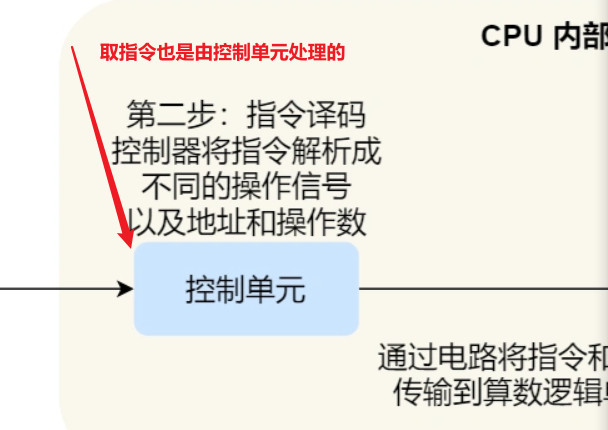 取指令也是由控制单元处理的
CPU 内部
第二步：指令译码
控制器将指令解析成
不同的操作信号
以及地址和操作数
控制单元
通过电路将指令和
传输到算数逻辑